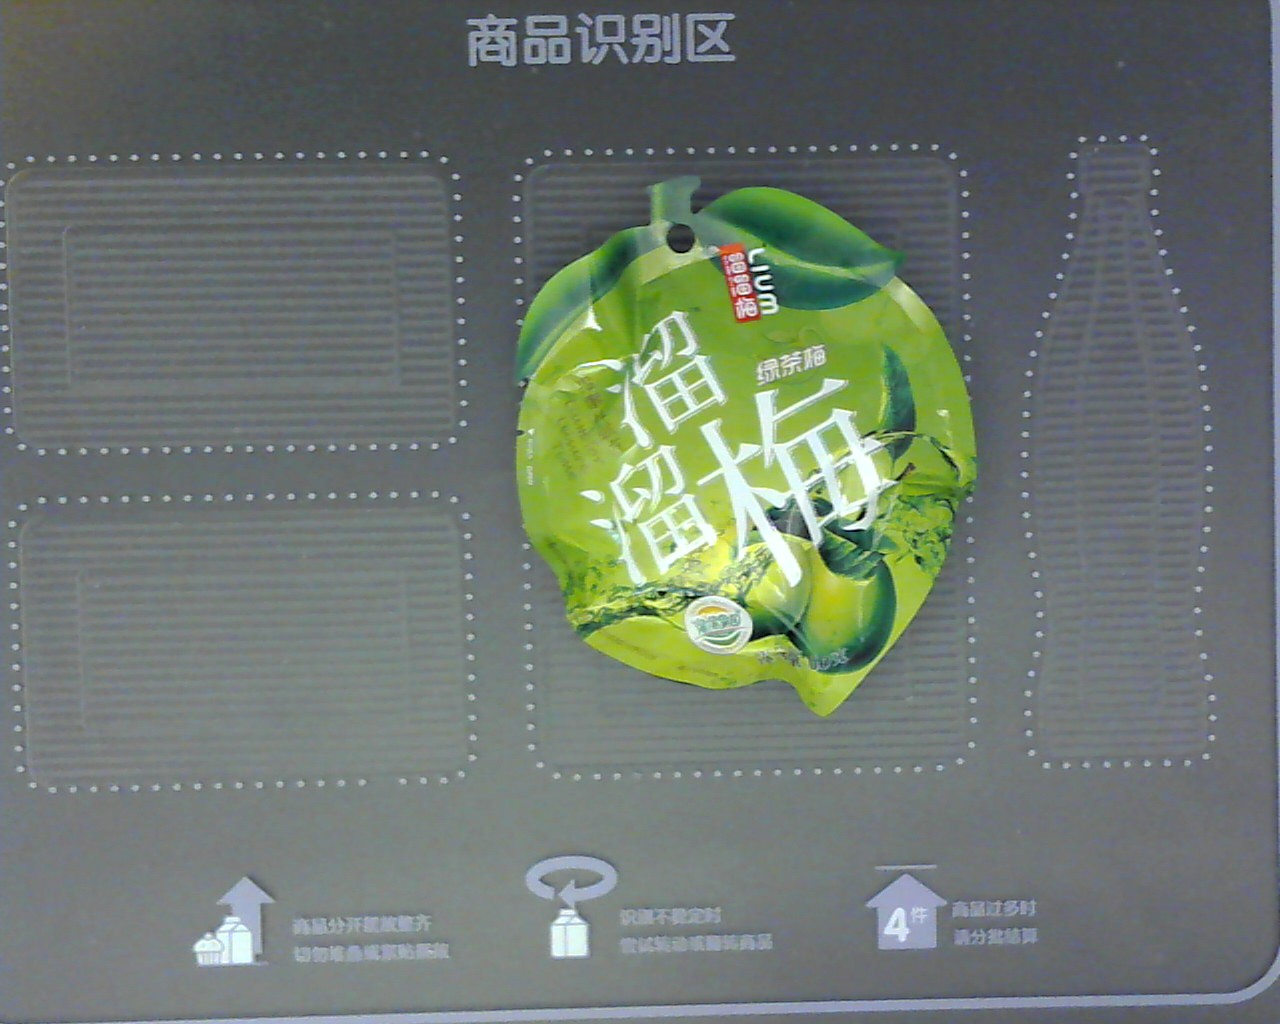 商品识别区
LIUM
溜溜梅
绿茶梅
溜
溜梅
商品分开摆放整齐
切勿堆叠或紧贴摆放
识别不稳定时
尝试转动或翻转商品
4件
商品过多时
请分批结算